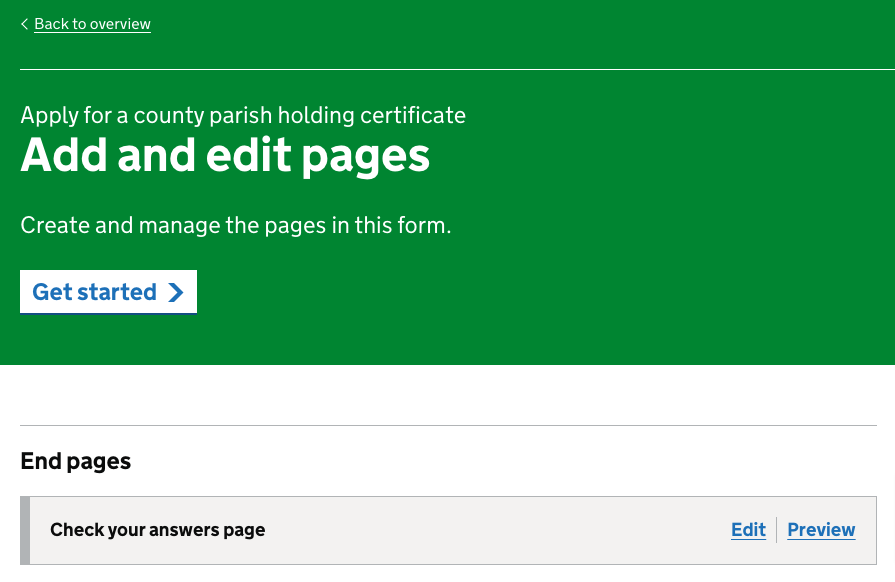 Back to overview
Apply for a county parish holding certificate
Add and edit pages
Create and manage the pages in this form.
Get started
End pages
Check your answers page Edit Preview